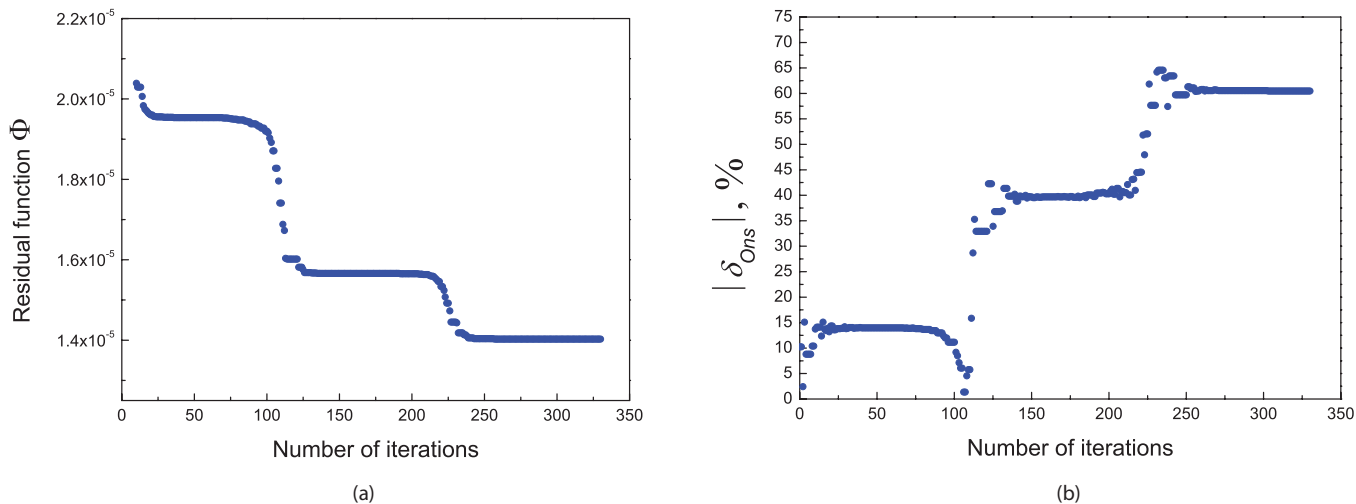 2.2x10⁻⁵
2.0x10⁻⁵
1.8x10⁻⁵
1.6x10⁻⁵
1.4x10⁻⁵
Residual function Φ
0 50 100 150 200 250 300 350
Number of iterations
(a)
75
70
65
60
55
50
45
40
35
30
25
20
15
10
5
0
|δ_Ons|, %
0 50 100 150 200 250 300 350
Number of iterations
(b)